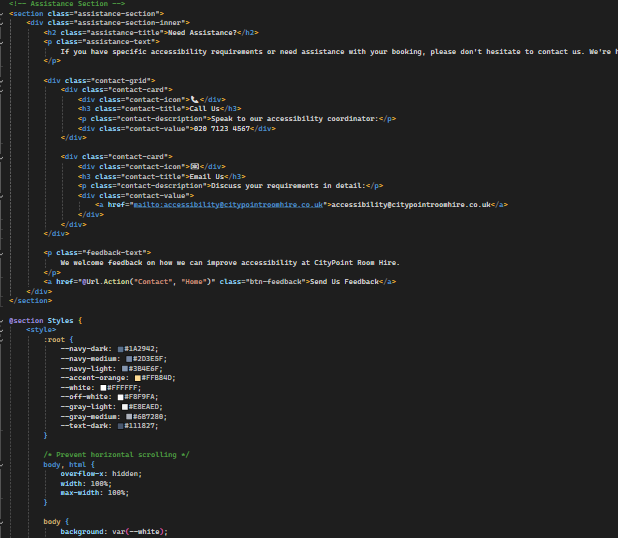 <!-- Assistance Section -->
<section class="assistance-section">
<div class="assistance-section-inner">
<h2 class="assistance-title">Need Assistance?</h2>
<p class="assistance-text">
If you have specific accessibility requirements or need assistance with your booking, please don't hesitate to contact us. We're h
</p>
<div class="contact-grid">
<div class="contact-card">
<div class="contact-icon">📞</div>
<h3 class="contact-title">Call Us</h3>
<p class="contact-description">Speak to our accessibility coordinator:</p>
<div class="contact-value">020 7123 4567</div>
</div>
<div class="contact-card">
<div class="contact-icon">✉️</div>
<h3 class="contact-title">Email Us</h3>
<p class="contact-description">Discuss your requirements in detail:</p>
<div class="contact-value">
<a href="mailto:accessibility@citypointroomhire.co.uk">accessibility@citypointroomhire.co.uk</a>
</div>
</div>
</div>
<p class="feedback-text">
We welcome feedback on how we can improve accessibility at CityPoint Room Hire.
</p>
<a href="@Url.Action("Contact", "Home")" class="btn-feedback">Send Us Feedback</a>
</div>
</section>
@section Styles {
<style>
:root {
--navy-dark: #1A2942;
--navy-medium: #2D3E5F;
--navy-light: #3B4E6F;
--accent-orange: #FFB84D;
--white: #FFFFFF;
--off-white: #F8F9FA;
--gray-light: #E8EAED;
--gray-medium: #6B7280;
--text-dark: #111827;
}
/* Prevent horizontal scrolling */
body, html {
overflow-x: hidden;
width: 100%;
max-width: 100%;
}
body {
background: var(--white);